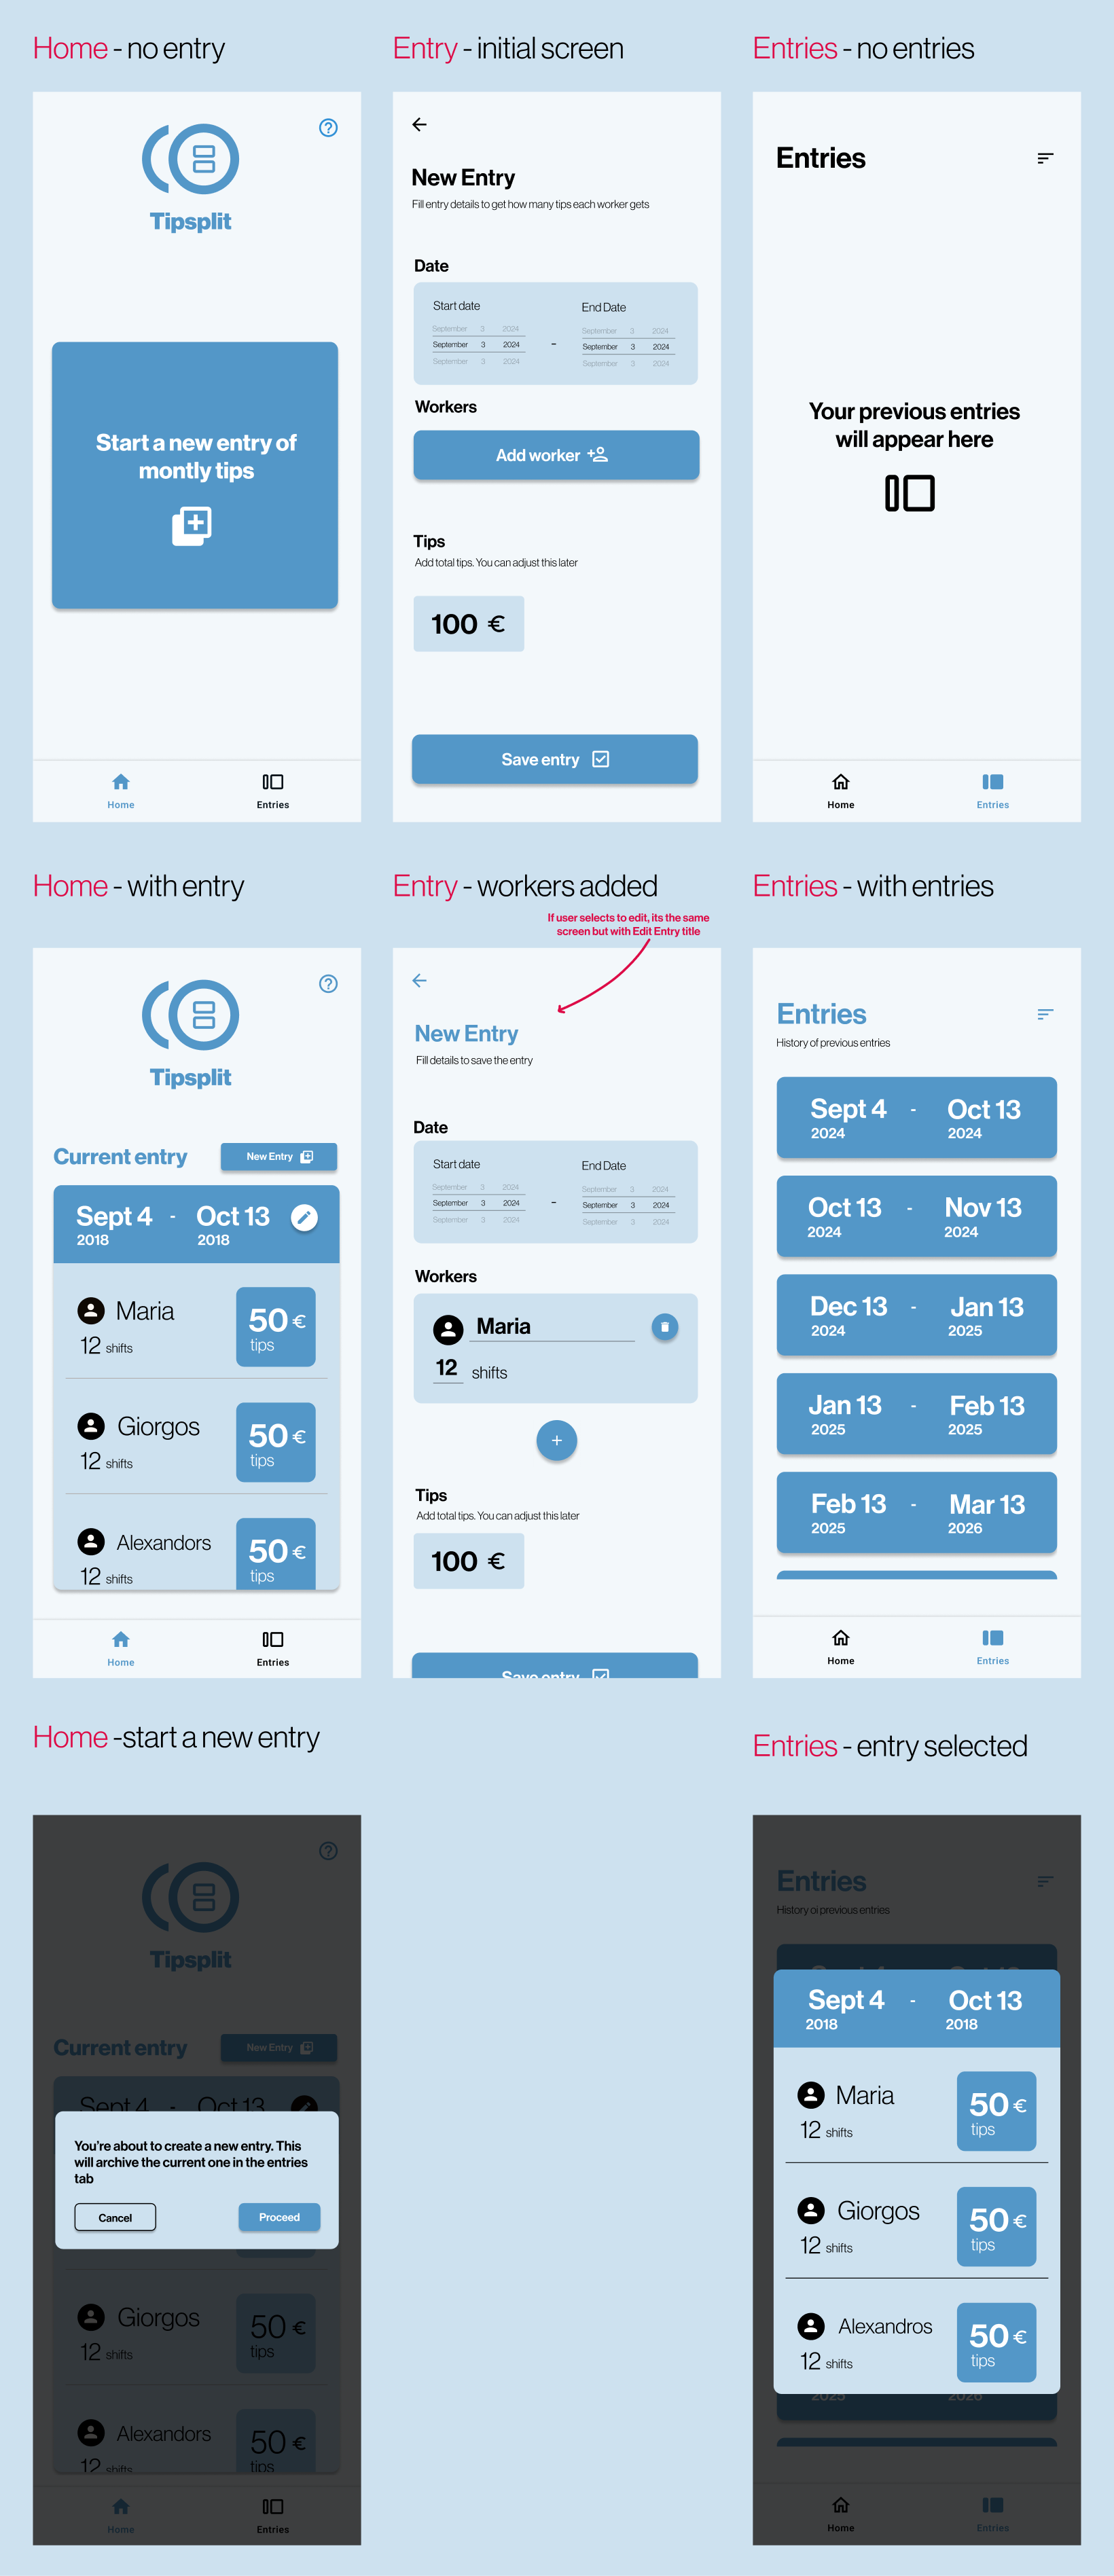 Home - no entry
Tipsplit
Start a new entry of
montly tips
Home
Entries
Entry - initial screen
New Entry
Fill entry details to get how many tips each worker gets
Date
Start date
End Date
September 3 2024
September 3 2024
September 3 2024
-
September 3 2024
September 3 2024
September 3 2024
Workers
Add worker
Tips
Add total tips. You can adjust this later
100 €
Save entry
Entries - no entries
Entries
Your previous entries
will appear here
Home
Entries
Home - with entry
Tipsplit
Current entry
New Entry
Sept 4 - Oct 13
2018 2018
Maria
12 shifts
50 €
tips
Giorgos
12 shifts
50 €
tips
Alexandors
12 shifts
50 €
tips
Home
Entries
Entry - workers added
If user selects to edit, its the same
screen but with Edit Entry title
New Entry
Fill details to save the entry
Date
Start date
End Date
September 3 2024
September 3 2024
September 3 2024
-
September 3 2024
September 3 2024
September 3 2024
Workers
Maria
12 shifts
+
Tips
Add total tips. You can adjust this later
100 €
Save entry
Entries - with entries
Entries
History of previous entries
Sept 4 - Oct 13
2024 2024
Oct 13 - Nov 13
2024 2024
Dec 13 - Jan 13
2024 2025
Jan 13 - Feb 13
2025 2025
Feb 13 - Mar 13
2025 2026
Home
Entries
Home -start a new entry
Tipsplit
Current entry
New Entry
Sept 4 - Oct 13
You're about to create a new entry. This
will archive the current one in the entries
tab
Cancel
Proceed
Giorgos
12 shifts
50 €
tips
Alexandors
12 shifts
50 €
tips
Home
Entries
Entries - entry selected
Entries
History oi previous entries
Sept 4 - Oct 13
2018 2018
Maria
12 shifts
50 €
tips
Giorgos
12 shifts
50 €
tips
Alexandros
12 shifts
50 €
tips
2025 2026
Home
Entries